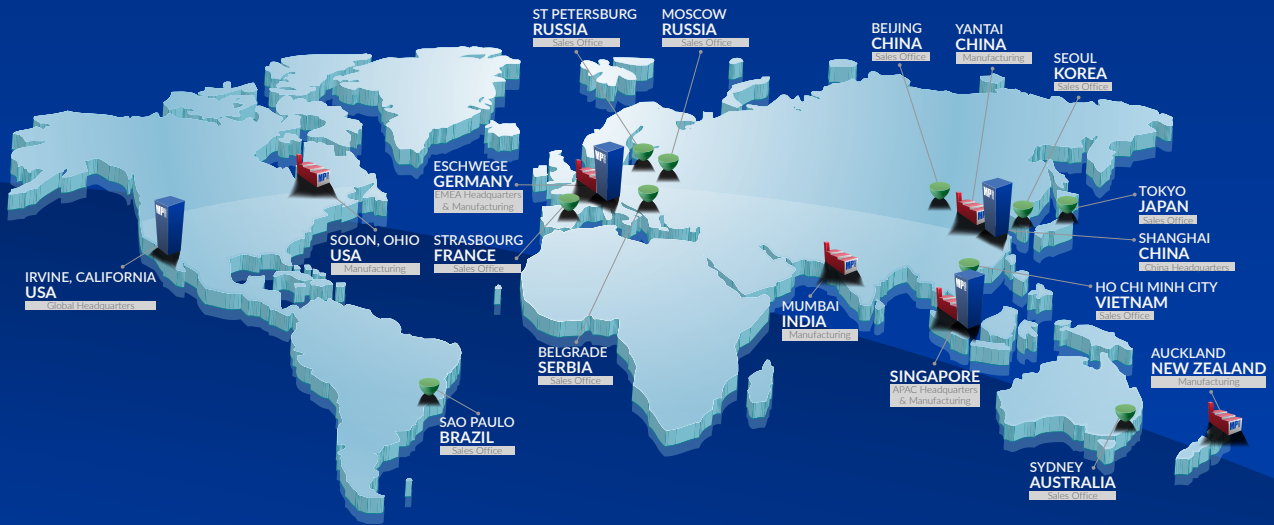 ST PETERSBURG
RUSSIA
Sales Office
MOSCOW
RUSSIA
Sales Office
BEIJING
CHINA
Sales Office
YANTAI
CHINA
Manufacturing
SEOUL
KOREA
Sales Office
ESCHWEGE
GERMANY
EMEA Headquarters
& Manufacturing
TOKYO
JAPAN
Sales Office
SOLON, OHIO
USA
Manufacturing
STRASBOURG
FRANCE
Sales Office
SHANGHAI
CHINA
China Headquarters
IRVINE, CALIFORNIA
USA
Global Headquarters
HO CHI MINH CITY
VIETNAM
Sales Office
MUMBAI
INDIA
Manufacturing
BELGRADE
SERBIA
Sales Office
SINGAPORE
APAC Headquarters
& Manufacturing
AUCKLAND
NEW ZEALAND
Manufacturing
SAO PAULO
BRAZIL
Sales Office
SYDNEY
AUSTRALIA
Sales Office